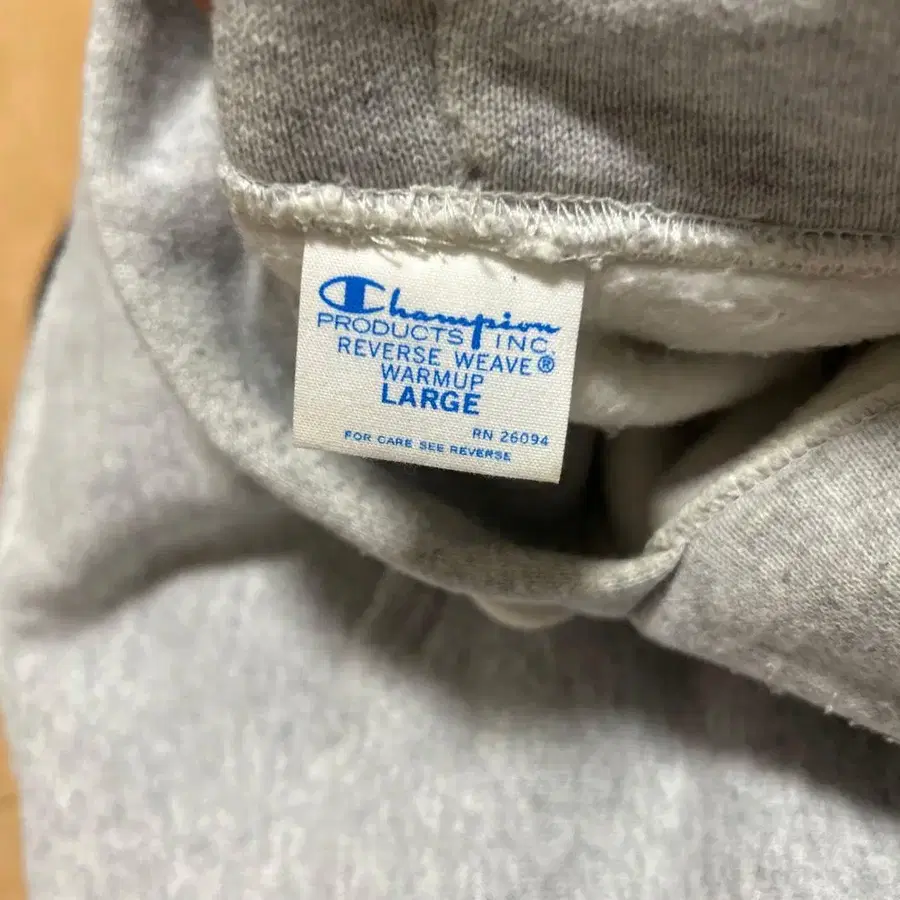 Champion
PRODUCTS INC.
REVERSE WEAVE®
WARMUP
LARGE
RN 26094
FOR CARE SEE REVERSE